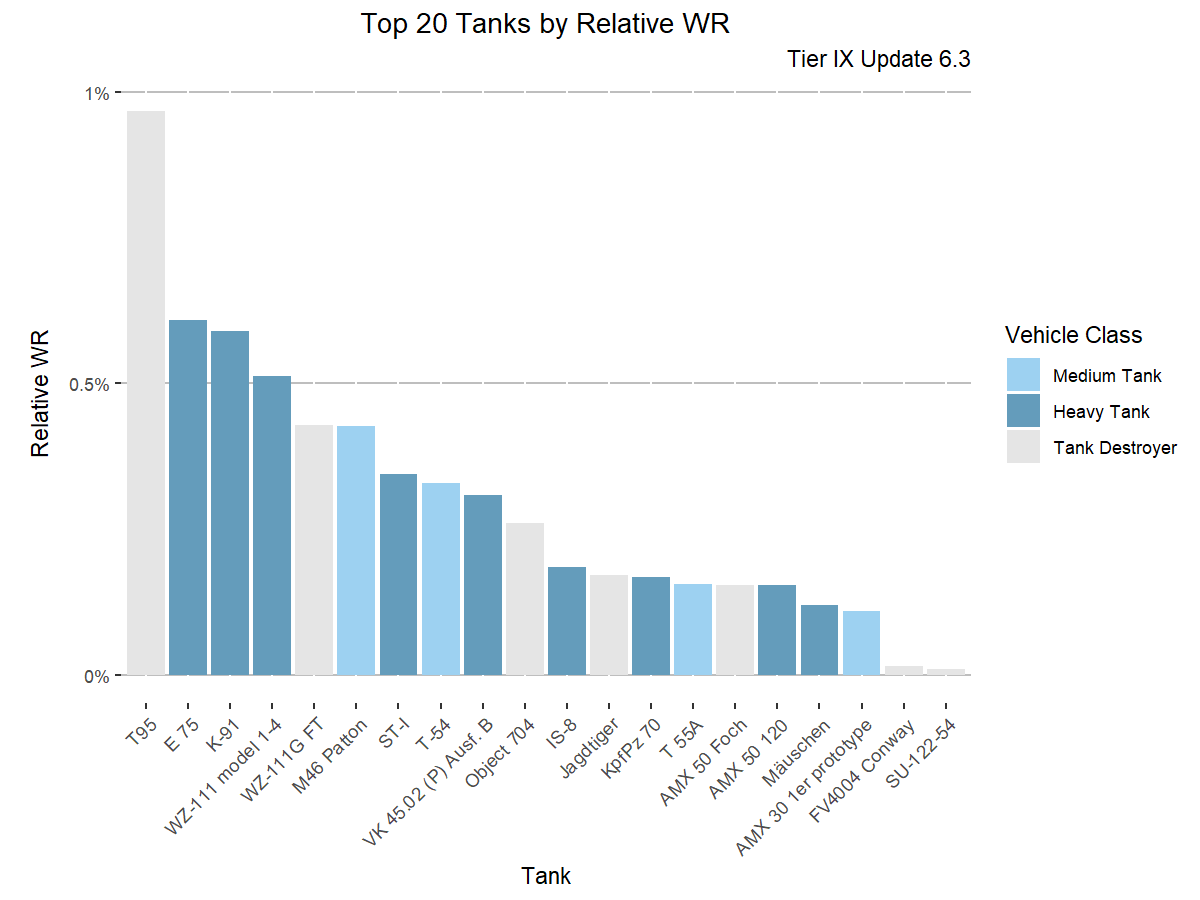 Top 20 Tanks by Relative WR
Tier IX Update 6.3
1%
0.5%
0%
Relative WR
T95
E 75
K-91
WZ-111 model 1-4
WZ-111G FT
M46 Patton
ST-I
T-54
VK 45.02 (P) Ausf. B
Object 704
IS-8
Jagdtiger
KpfPz 70
T 55A
AMX 50 Foch
AMX 50 120
Mäuschen
AMX 30 1er prototype
FV4004 Conway
SU-122-54
Tank
Vehicle Class
Medium Tank
Heavy Tank
Tank Destroyer